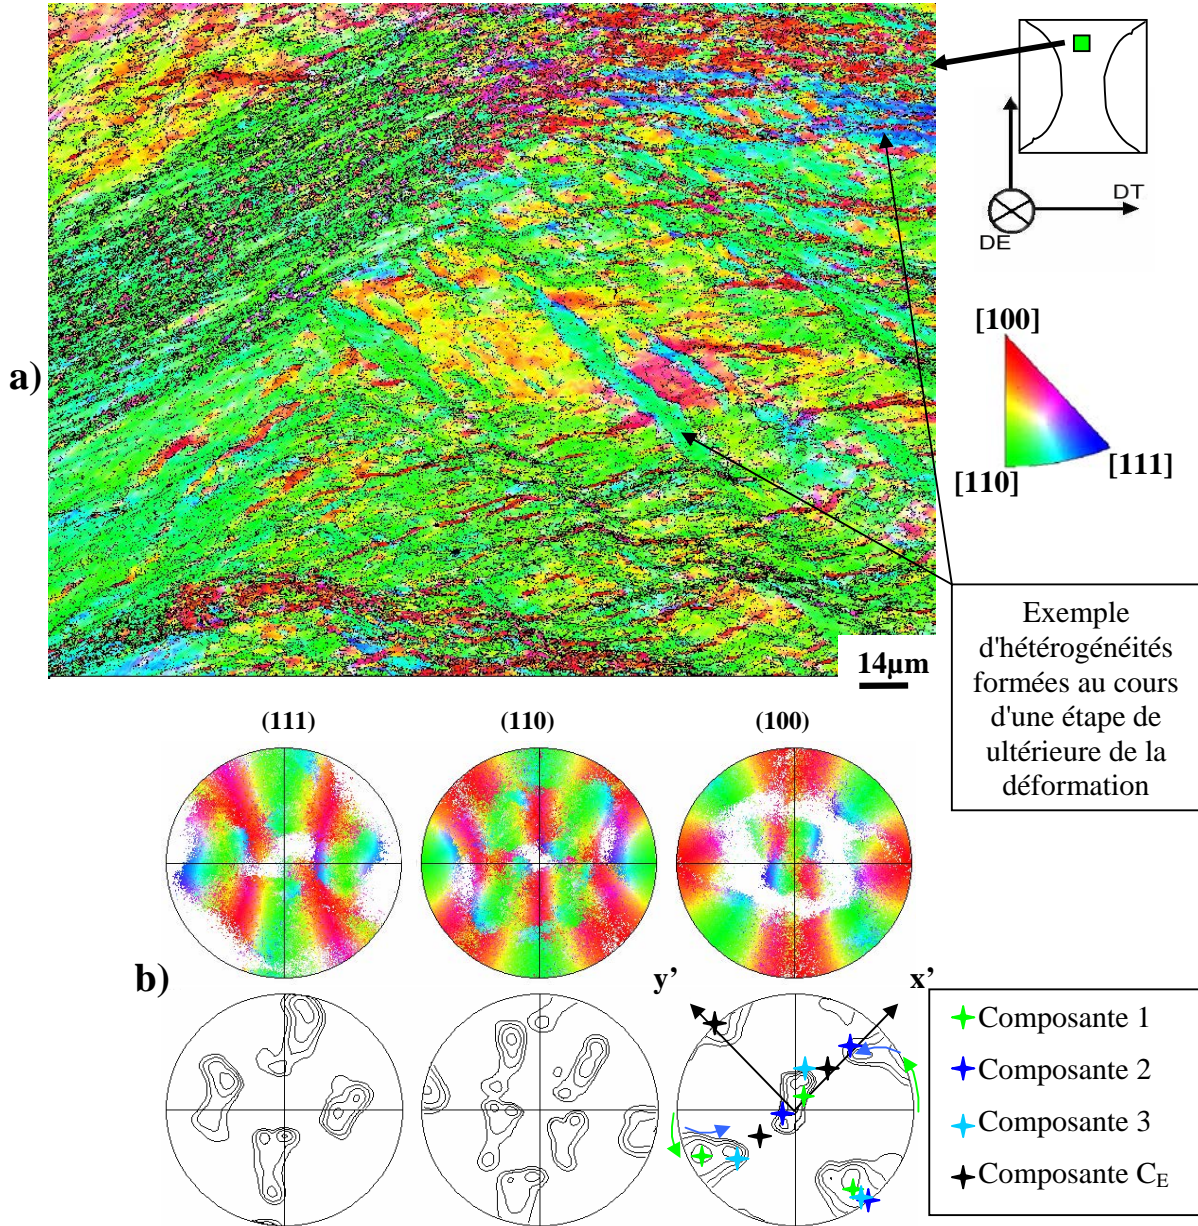 DT
DE
[100]
a)
[111]
[110]
Exemple
d'hétérogénéités
formées au cours
d'une étape de
ultérieure de la
déformation
14µm
(111)
(110)
(100)
b)
y’
x’
Composante 1
Composante 2
Composante 3
Composante CE